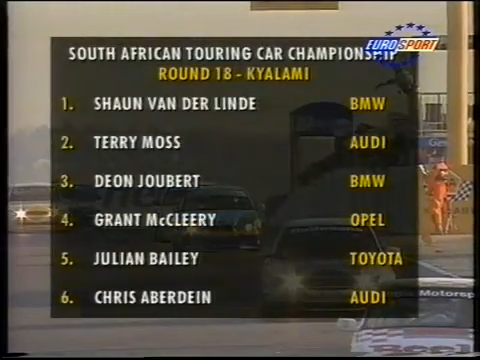 SOUTH AFRICAN TOURING CAR CHAMPIONSHIP
EUROSPORT
ROUND 18 - KYALAMI
1. SHAUN VAN DER LINDE BMW
2. TERRY MOSS AUDI
3. DEON JOUBERT BMW
4. GRANT McCLEERY OPEL
5. JULIAN BAILEY TOYOTA
6. CHRIS ABERDEIN AUDI